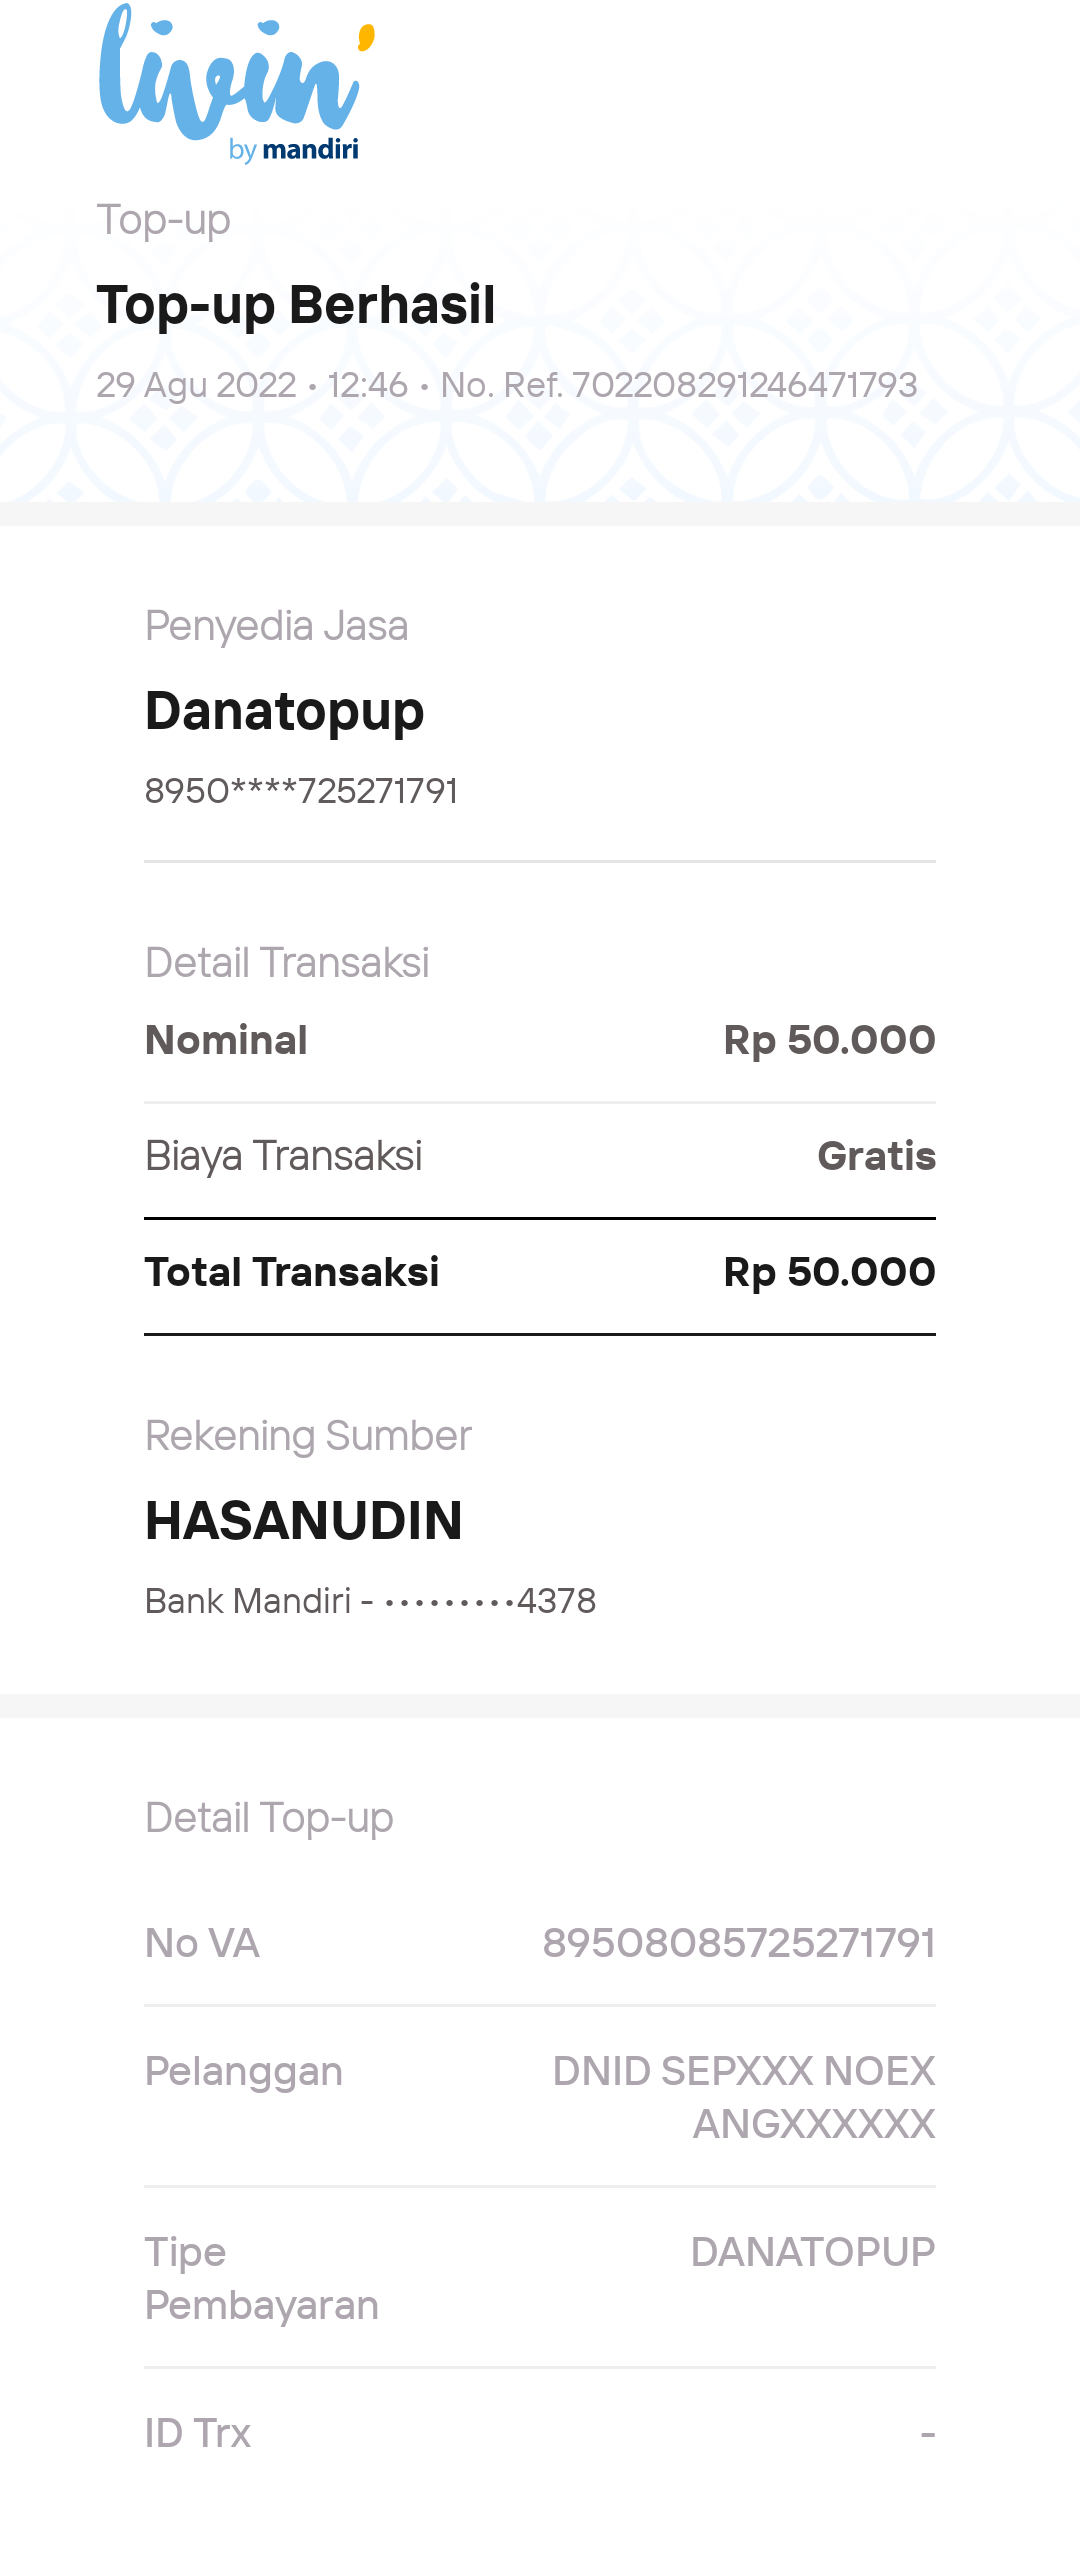 livin'
by mandiri
Top-up
Top-up Berhasil
29 Agu 2022 • 12:46 • No. Ref. 702208291246471793
Penyedia Jasa
Danatopup
8950****725271791
Detail Transaksi
Nominal Rp 50.000
Biaya Transaksi Gratis
Total Transaksi Rp 50.000
Rekening Sumber
HASANUDIN
Bank Mandiri - •••••••••4378
Detail Top-up
No VA 89508085725271791
Pelanggan DNID SEPXXX NOEX
ANGXXXXXX
Tipe DANATOPUP
Pembayaran
ID Trx -